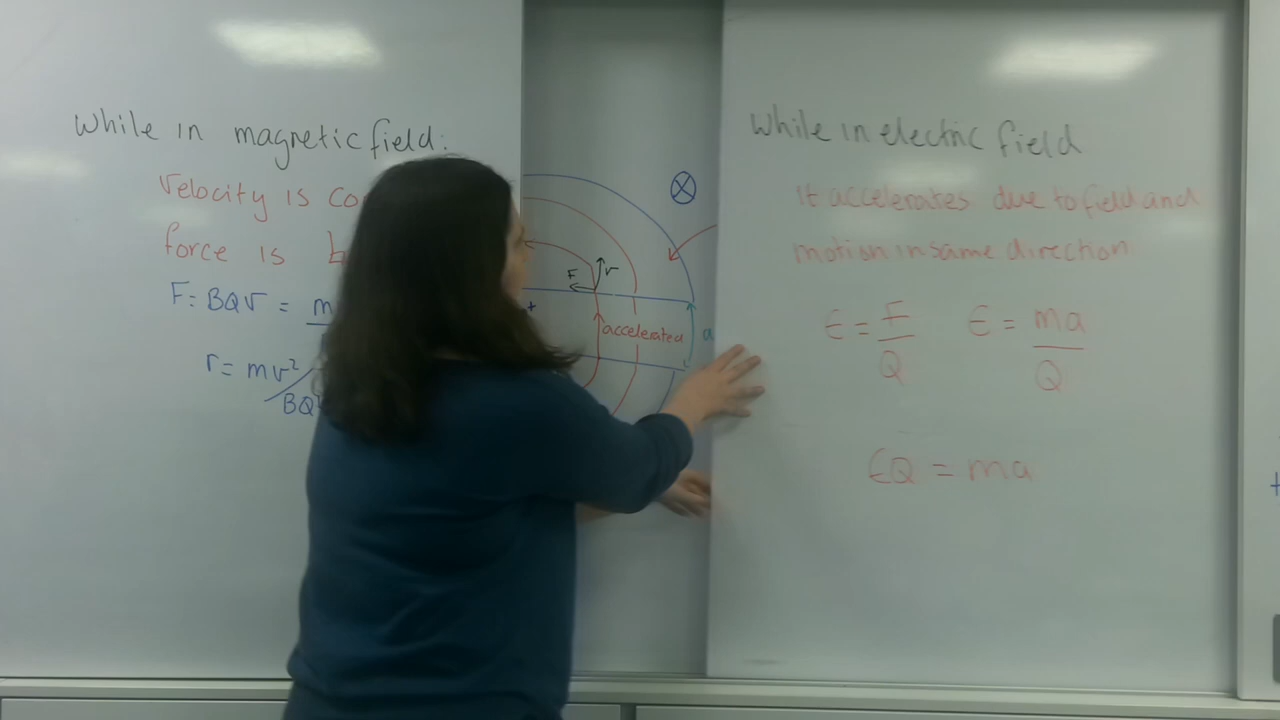 While in magnetic field:
Velocity is
force is
F = BQV = m
r = mv²
BQ
F
v
+
accelerated
a
While in electric field
it accelerates due to field and
motion in same direction
E = F/Q E = ma/Q
EQ = ma
+